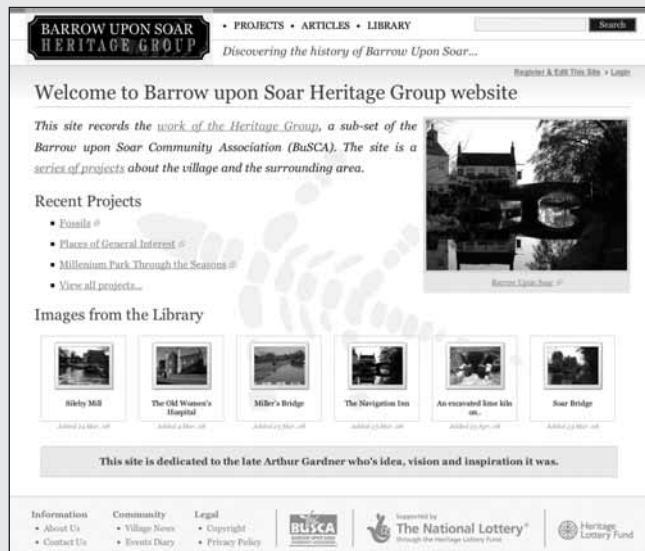 BARROW UPON SOAR
HERITAGE GROUP
• PROJECTS • ARTICLES • LIBRARY
Search
Discovering the history of Barrow Upon Soar...
Register & Edit This Site › Login
Welcome to Barrow upon Soar Heritage Group website
This site records the work of the Heritage Group, a sub-set of the
Barrow upon Soar Community Association (BuSCA). The site is a
series of projects about the village and the surrounding area.
Recent Projects
Fossils
Places of General Interest
Millenium Park Through the Seasons
View all projects...
Barrow Upon Soar
Images from the Library
Sileby Mill
The Old Women's
Hospital
Miller's Bridge
The Navigation Inn
An excavated lime kiln
on..
Soar Bridge
This site is dedicated to the late Arthur Gardner who's idea, vision and inspiration it was.
Information
• About Us
• Contact Us
Community
• Village News
• Events Diary
Legal
• Copyright
• Privacy Policy
BUSCA
Supported by
The National Lottery®
through the Heritage Lottery Fund
Heritage
Lottery Fund